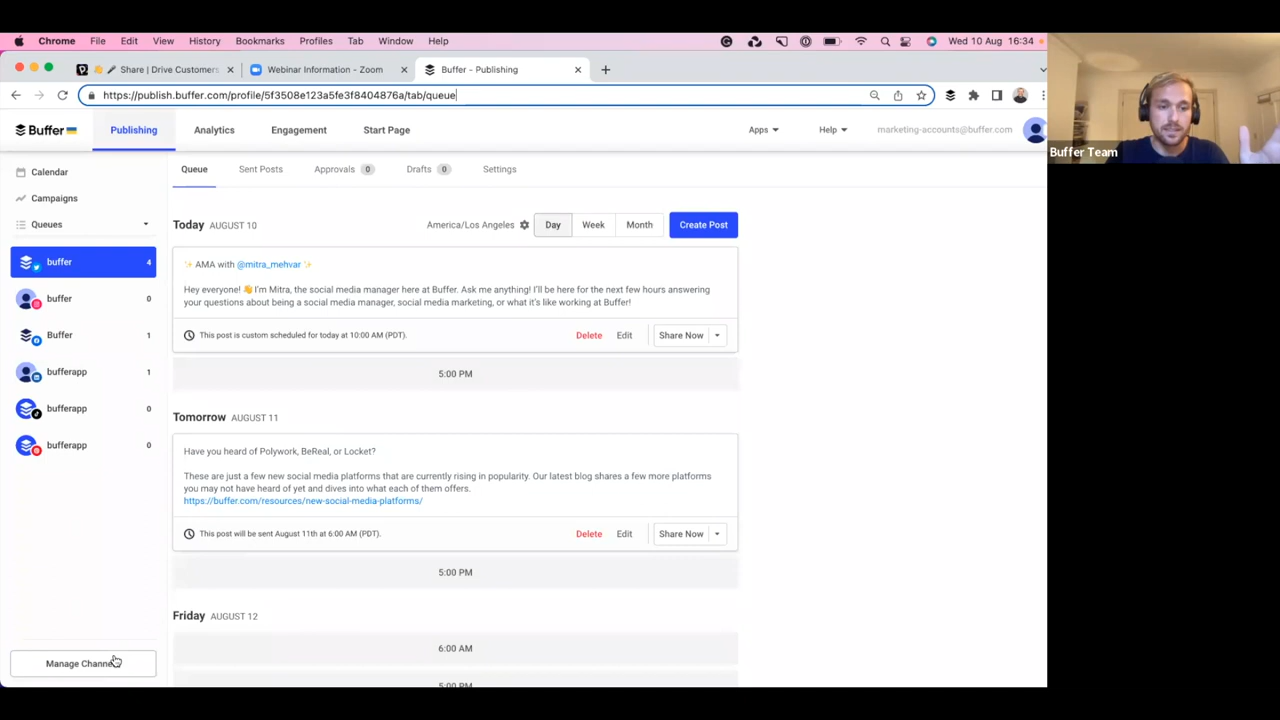 Chrome File Edit View History Bookmarks Profiles Tab Window Help Wed 10 Aug 16:34
Share | Drive Customers
Webinar Information - Zoom
Buffer - Publishing
https://publish.buffer.com/profile/5f3508e123a5fe3f8404876a/tab/queue
Buffer Publishing Analytics Engagement Start Page Apps Help marketing-accounts@buffer.com
Buffer Team
Calendar
Campaigns
Queues
buffer 4
buffer 0
Buffer 1
bufferapp 1
bufferapp 0
bufferapp 0
Manage Channe
Queue Sent Posts Approvals 0 Drafts 0 Settings
Today AUGUST 10 America/Los Angeles Day Week Month Create Post
✨ AMA with @mitra_mehvar ✨
Hey everyone! 👋 I'm Mitra, the social media manager here at Buffer. Ask me anything! I'll be here for the next few hours answering
your questions about being a social media manager, social media marketing, or what it's like working at Buffer!
This post is custom scheduled for today at 10:00 AM (PDT). Delete Edit Share Now
5:00 PM
Tomorrow AUGUST 11
Have you heard of Polywork, BeReal, or Locket?
These are just a few new social media platforms that are currently rising in popularity. Our latest blog shares a few more platforms
you may not have heard of yet and dives into what each of them offers.
https://buffer.com/resources/new-social-media-platforms/
This post will be sent August 11th at 6:00 AM (PDT). Delete Edit Share Now
5:00 PM
Friday AUGUST 12
6:00 AM
5:00 PM